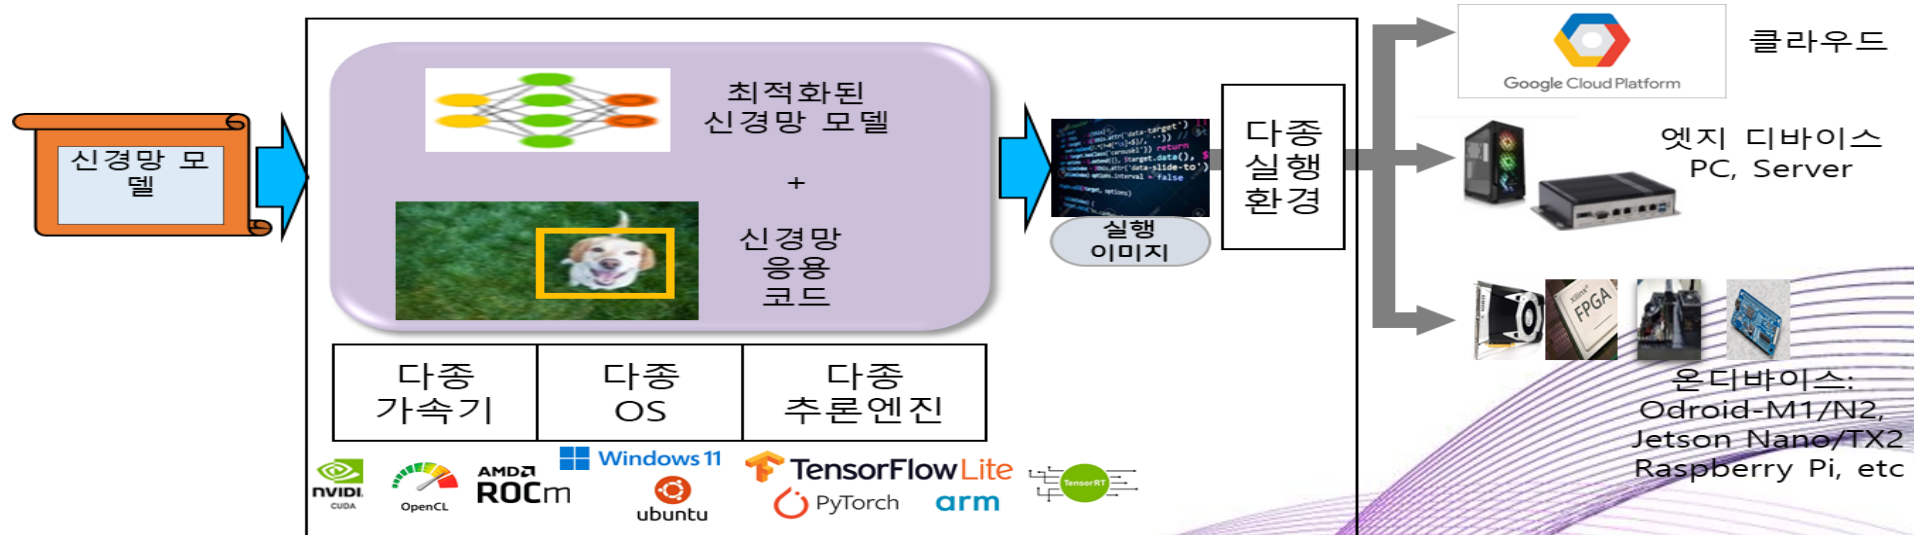 신경망 모
델
최적화된
신경망 모델
+
신경망
응용
코드
다종
가속기
다종
OS
다종
추론엔진
NVIDI.
CUDA
OpenCL
AMD
ROCm
Windows 11
ubuntu
TensorFlow Lite
PyTorch
arm
TensorRT
실행
이미지
다종
실행
환경
Google Cloud Platform
클라우드
엣지 디바이스
PC, Server
Xilinx
FPGA
온디바이스:
Odroid-M1/N2,
Jetson Nano/TX2
Raspberry Pi, etc